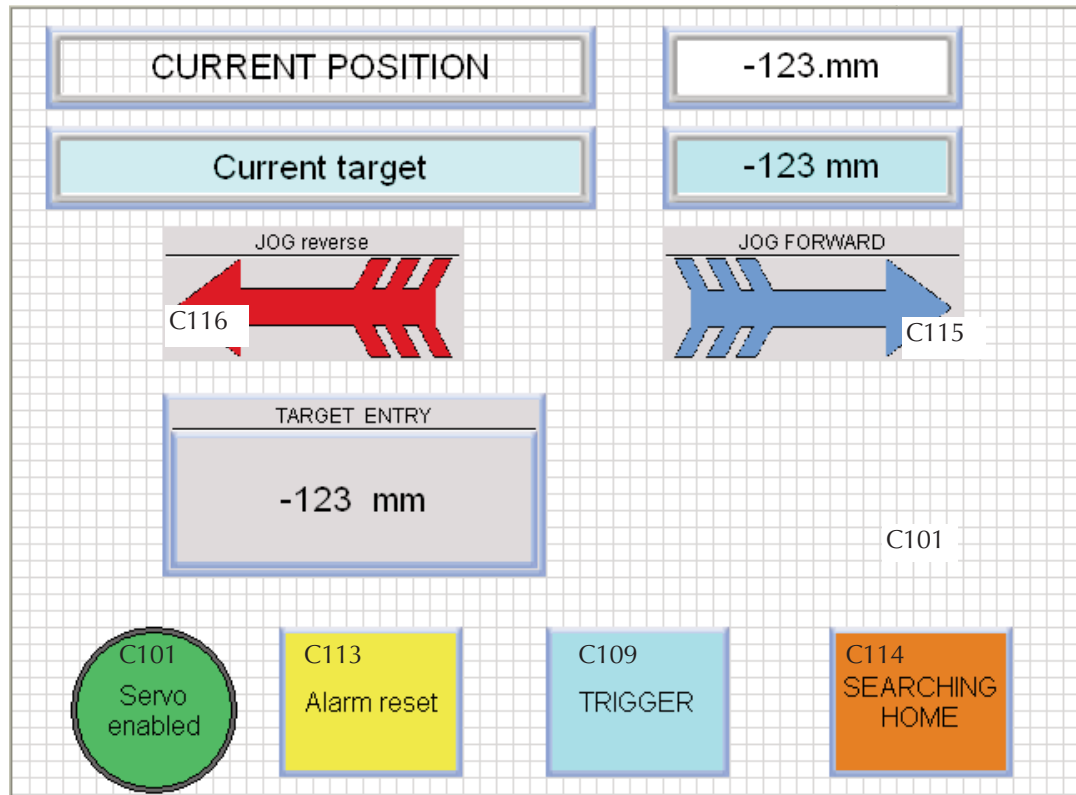 CURRENT POSITION
-123.mm
Current target
-123 mm
JOG reverse
JOG FORWARD
C116
C115
TARGET ENTRY
-123 mm
C101
C101
Servo
enabled
C113
Alarm reset
C109
TRIGGER
C114
SEARCHING
HOME